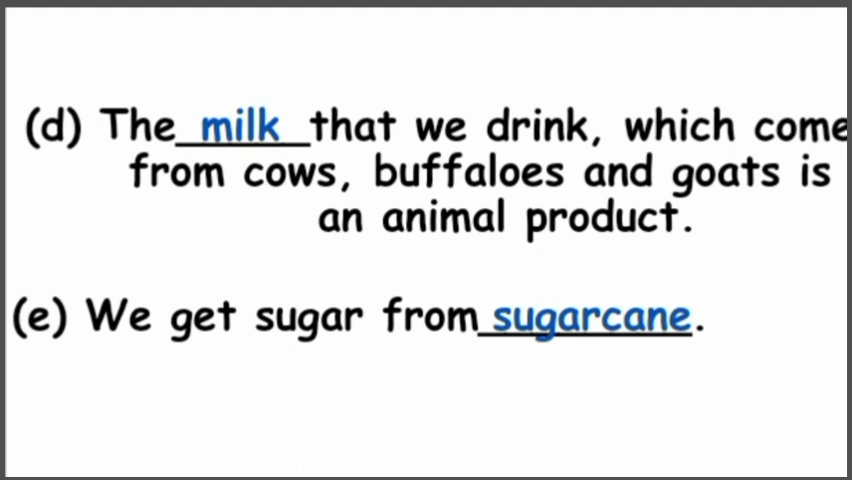 (d) The milk that we drink, which come
from cows, buffaloes and goats is
an animal product.
(e) We get sugar from sugarcane.